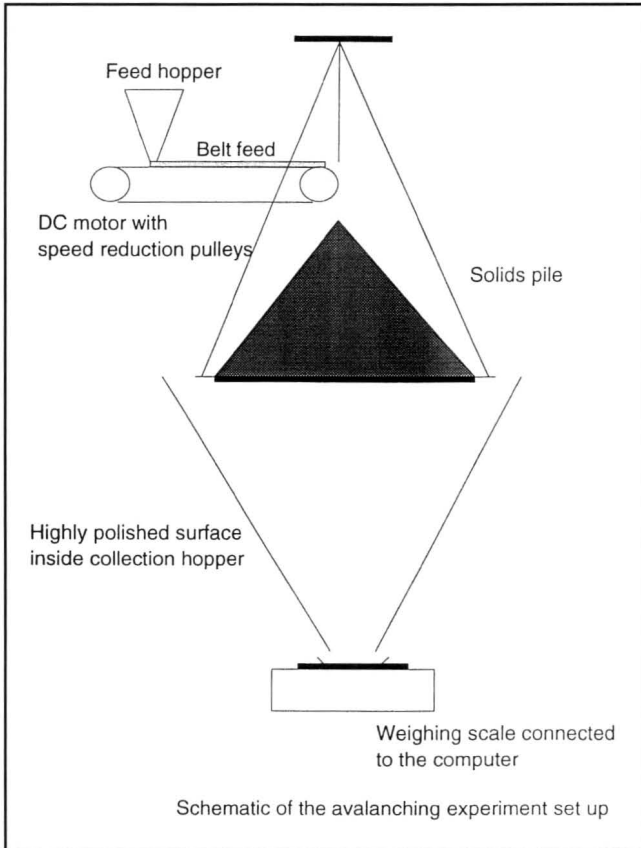 Feed hopper
Belt feed
DC motor with
speed reduction pulleys
Solids pile
Highly polished surface
inside collection hopper
Weighing scale connected
to the computer
Schematic of the avalanching experiment set up